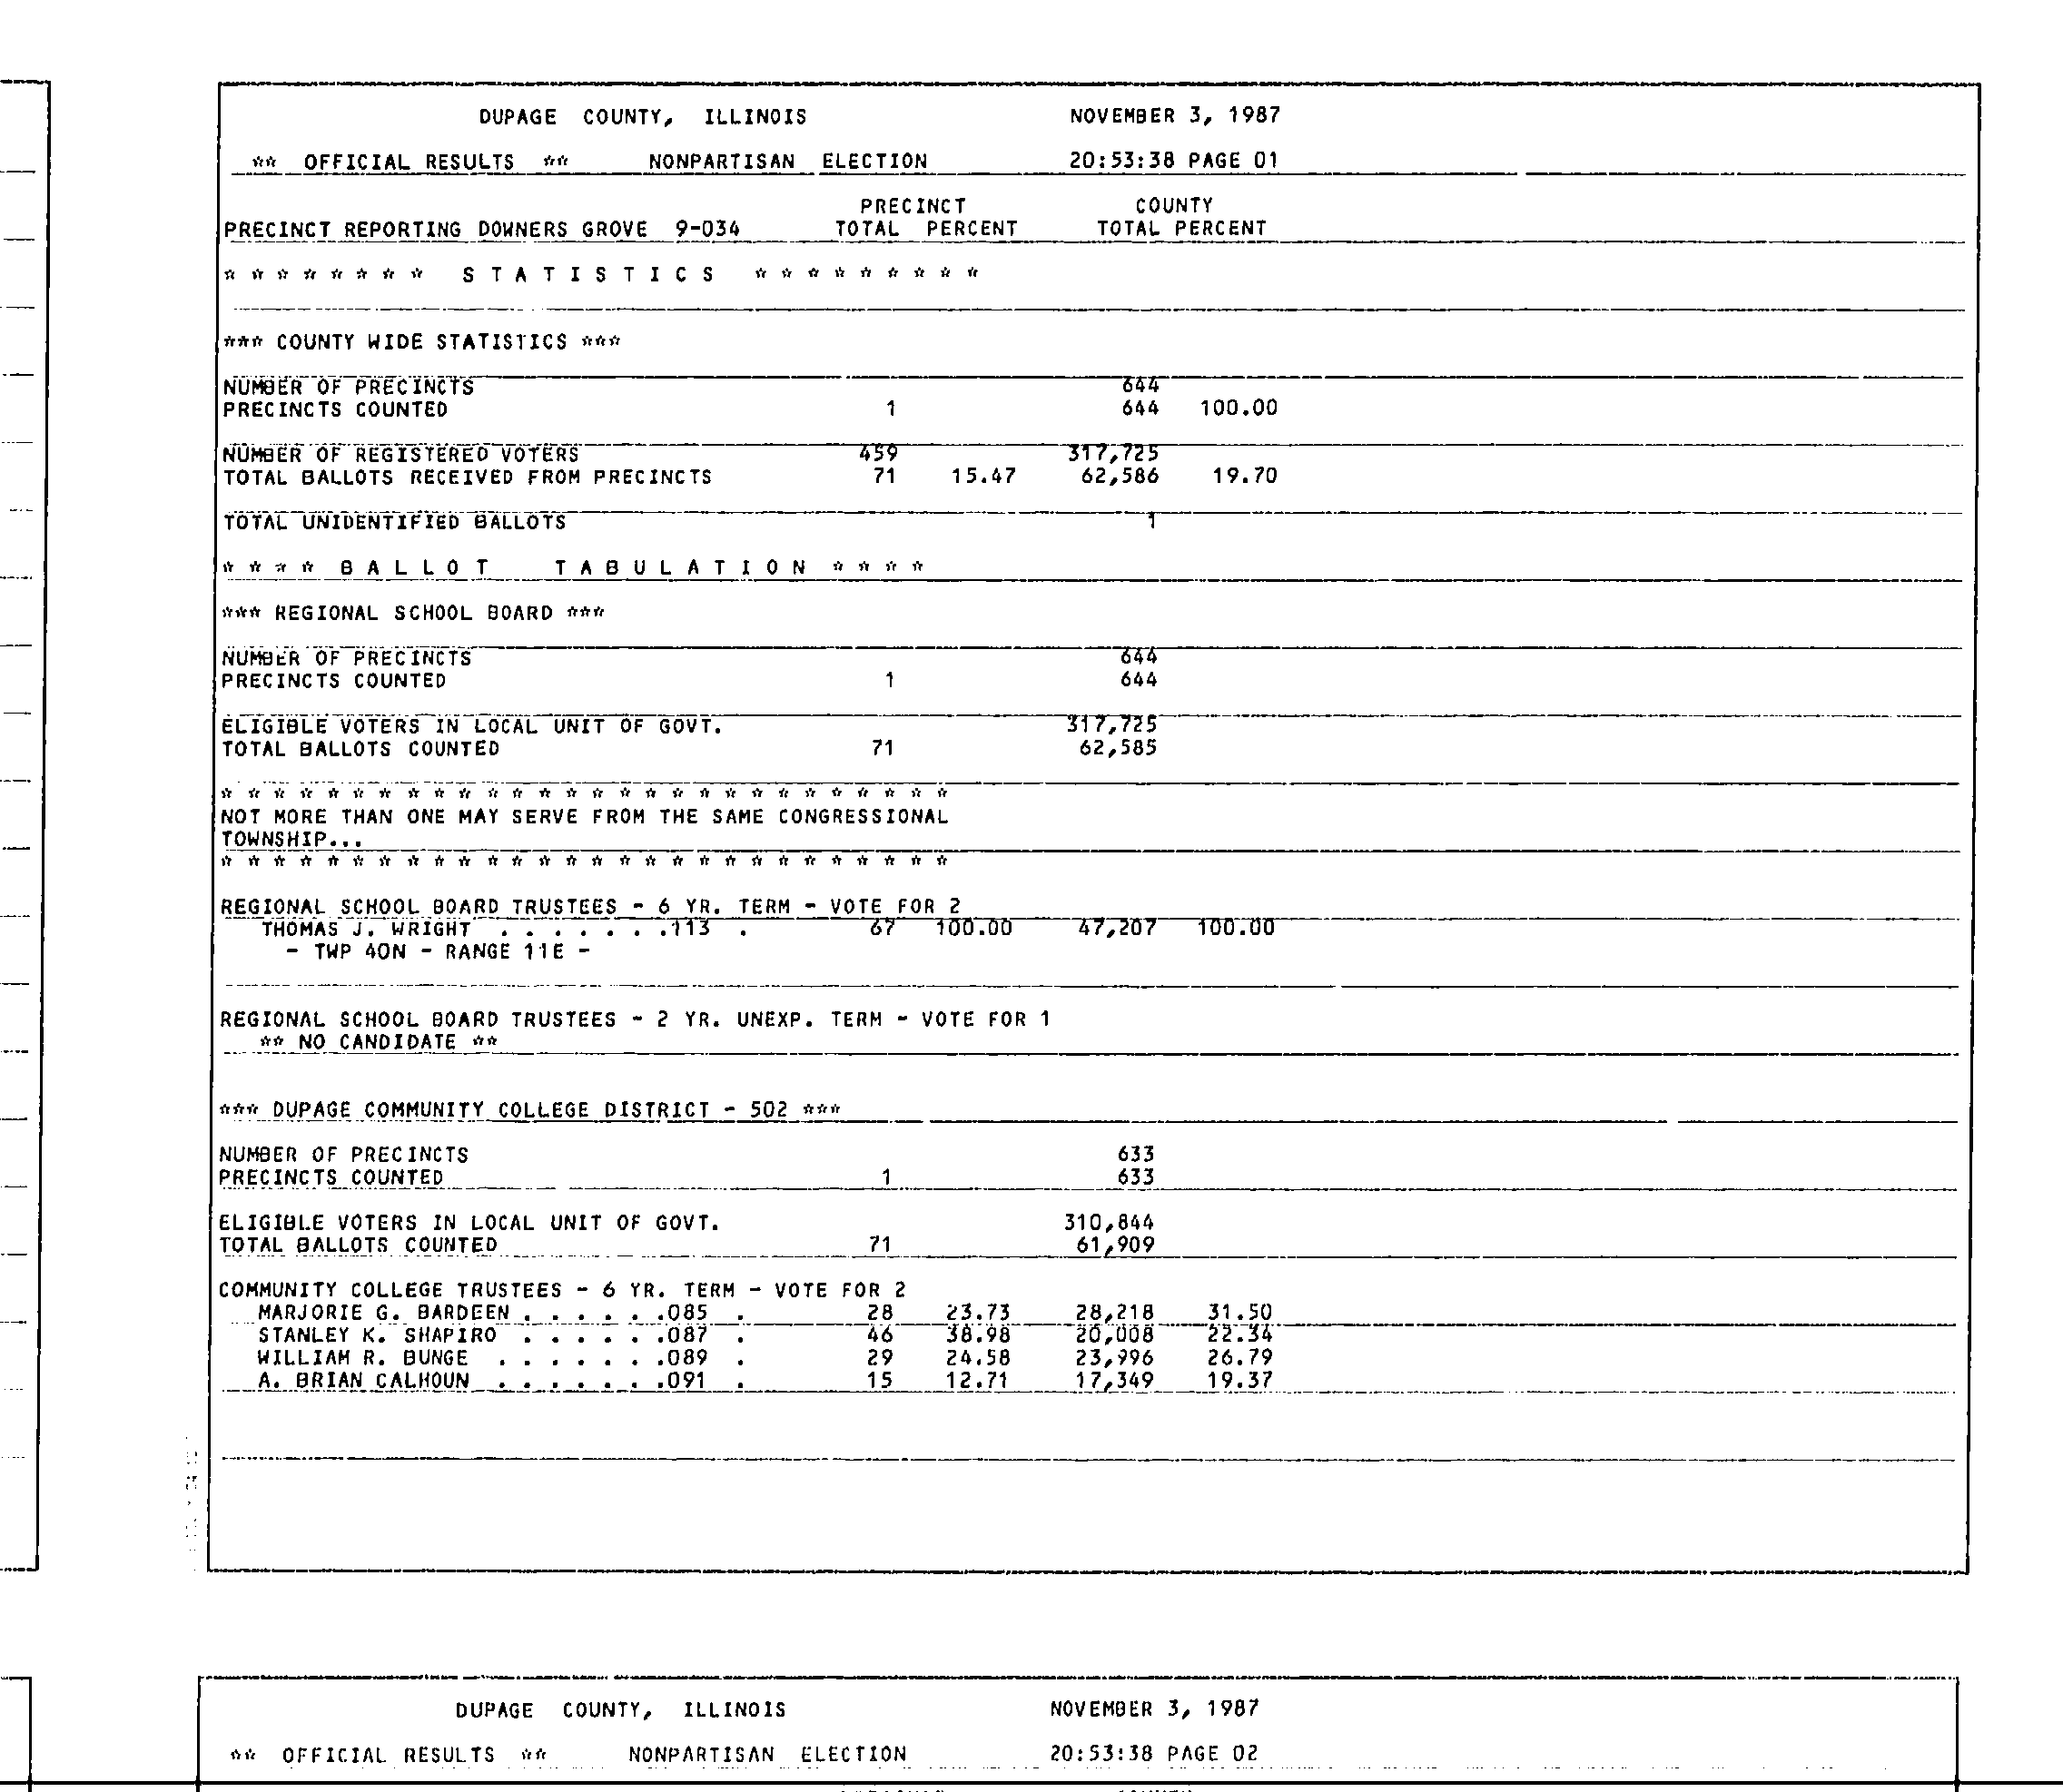 DUPAGE COUNTY, ILLINOIS NOVEMBER 3, 1987
** OFFICIAL RESULTS ** NONPARTISAN ELECTION 20:53:38 PAGE 01
PRECINCT COUNTY
PRECINCT REPORTING DOWNERS GROVE 9-034 TOTAL PERCENT TOTAL PERCENT
* * * * * * * * S T A T I S T I C S * * * * * * * * *
*** COUNTY WIDE STATISTICS ***
NUMBER OF PRECINCTS 644
PRECINCTS COUNTED 1 644 100.00
NUMBER OF REGISTERED VOTERS 459 317,725
TOTAL BALLOTS RECEIVED FROM PRECINCTS 71 15.47 62,586 19.70
TOTAL UNIDENTIFIED BALLOTS 1
* * * * B A L L O T T A B U L A T I O N * * * *
*** REGIONAL SCHOOL BOARD ***
NUMBER OF PRECINCTS 644
PRECINCTS COUNTED 1 644
ELIGIBLE VOTERS IN LOCAL UNIT OF GOVT. 317,725
TOTAL BALLOTS COUNTED 71 62,585
* * * * * * * * * * * * * * * * * * * * * * * * * * * *
NOT MORE THAN ONE MAY SERVE FROM THE SAME CONGRESSIONAL
TOWNSHIP...
* * * * * * * * * * * * * * * * * * * * * * * * * * * *
REGIONAL SCHOOL BOARD TRUSTEES - 6 YR. TERM - VOTE FOR 2
THOMAS J. WRIGHT . . . . . . .113 . 67 100.00 47,207 100.00
- TWP 40N - RANGE 11E -
REGIONAL SCHOOL BOARD TRUSTEES - 2 YR. UNEXP. TERM - VOTE FOR 1
** NO CANDIDATE **
*** DUPAGE COMMUNITY COLLEGE DISTRICT - 502 ***
NUMBER OF PRECINCTS 633
PRECINCTS COUNTED 1 633
ELIGIBLE VOTERS IN LOCAL UNIT OF GOVT. 310,844
TOTAL BALLOTS COUNTED 71 61,909
COMMUNITY COLLEGE TRUSTEES - 6 YR. TERM - VOTE FOR 2
MARJORIE G. BARDEEN . . . . . .085 . 28 23.73 28,218 31.50
STANLEY K. SHAPIRO . . . . . .087 . 46 38.98 20,008 22.34
WILLIAM R. BUNGE . . . . . . .089 . 29 24.58 23,996 26.79
A. BRIAN CALHOUN . . . . . . .091 . 15 12.71 17,349 19.37
DUPAGE COUNTY, ILLINOIS NOVEMBER 3, 1987
** OFFICIAL RESULTS ** NONPARTISAN ELECTION 20:53:38 PAGE 02